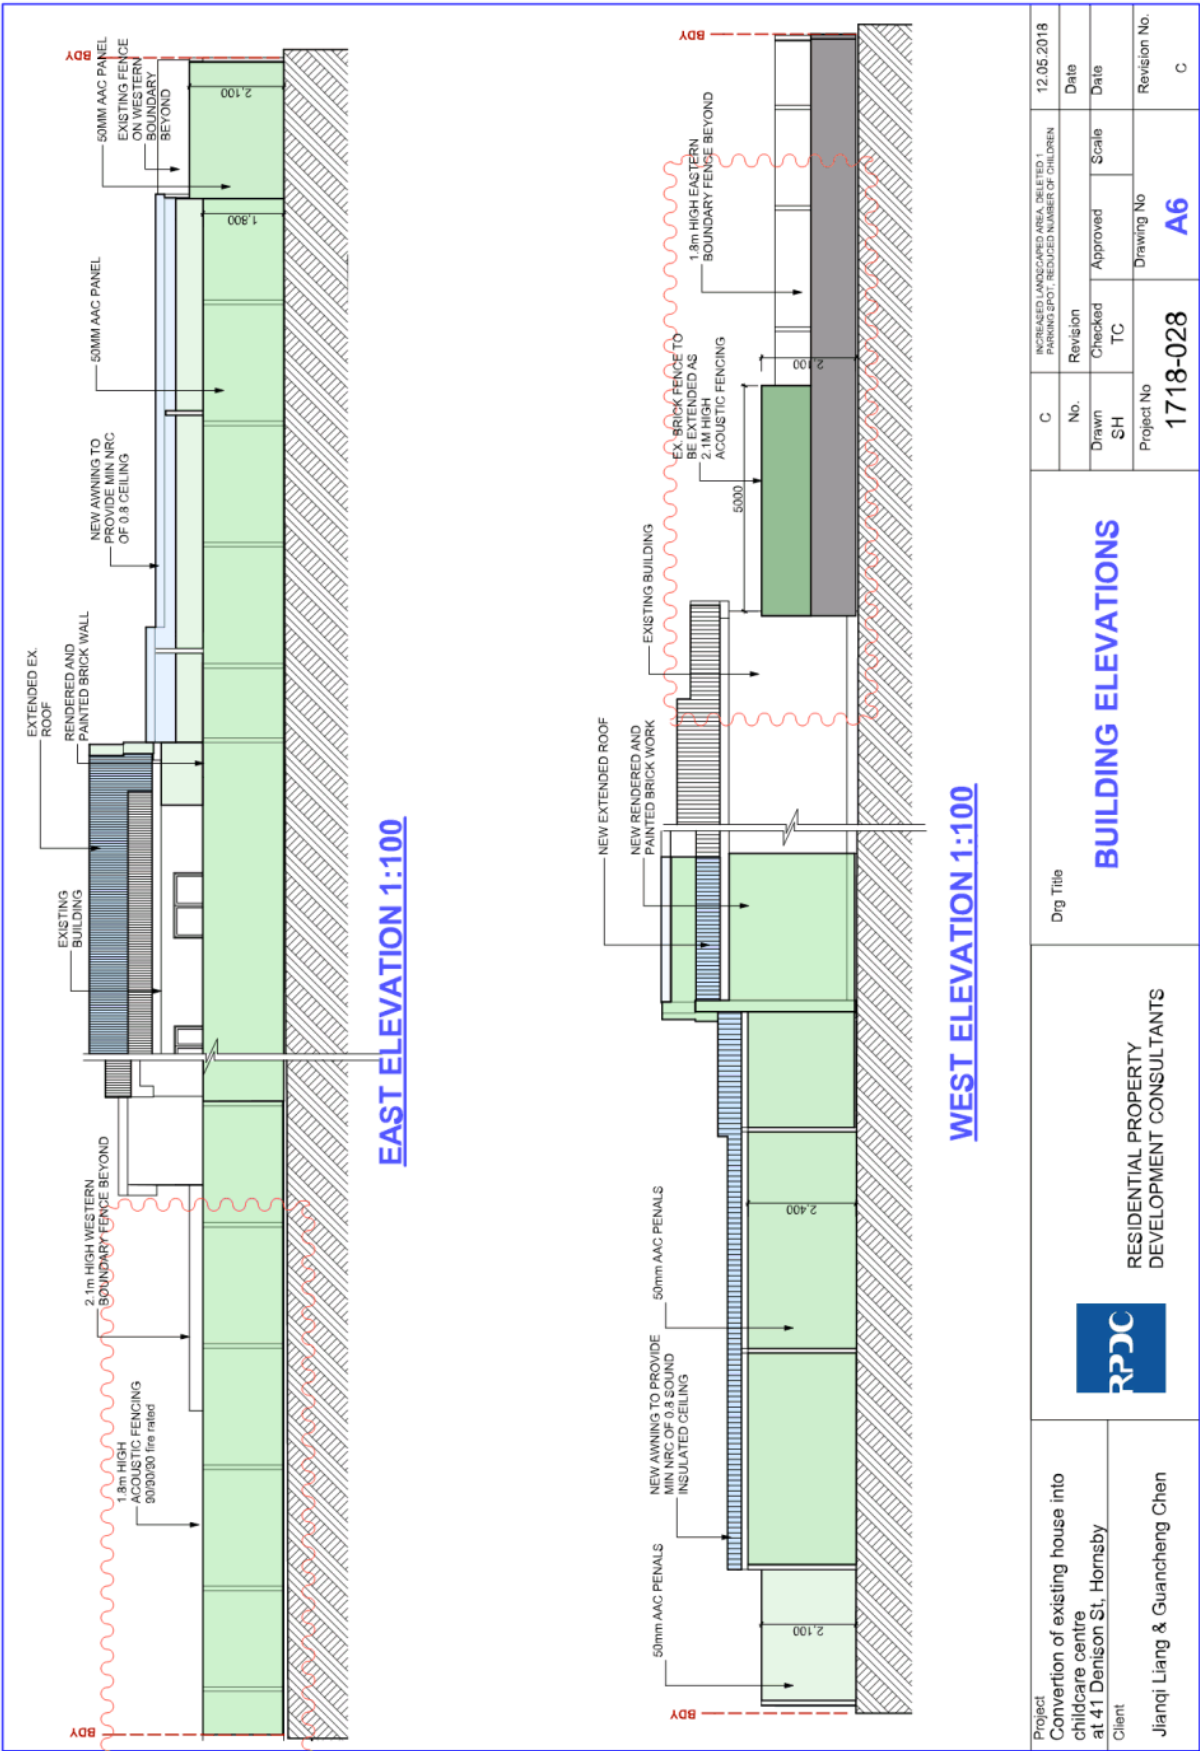 BDY
1.8m HIGH
ACOUSTIC FENCING
90/90/90 fire rated
2.1m HIGH WESTERN
BOUNDARY FENCE BEYOND
EXISTING
BUILDING
EXTENDED EX.
ROOF
RENDERED AND
PAINTED BRICK WALL
NEW AWNING TO
PROVIDE MIN NRC
OF 0.8 CEILING
50MM AAC PANEL
50MM AAC PANEL
EXISTING FENCE
ON WESTERN
BOUNDARY
BEYOND
BDY
1,800
2,100
EAST ELEVATION 1:100
BDY
50mm AAC PENALS
NEW AWNING TO PROVIDE
MIN NRC OF 0.8 SOUND
INSULATED CEILING
50mm AAC PENALS
NEW EXTENDED ROOF
NEW RENDERED AND
PAINTED BRICK WORK
EXISTING BUILDING
EX. BRICK FENCE TO
BE EXTENDED AS
2.1M HIGH
ACOUSTIC FENCING
1.8m HIGH EASTERN
BOUNDARY FENCE BEYOND
BDY
2,100
2,400
5000
2,100
WEST ELEVATION 1:100
Project
Convertion of existing house into
childcare centre
at 41 Denison St, Hornsby
Client
Jianqi Liang & Guancheng Chen
RPDC
RESIDENTIAL PROPERTY
DEVELOPMENT CONSULTANTS
Drg Title
BUILDING ELEVATIONS
C
INCREASED LANDSCAPED AREA, DELETED 1
PARKING SPOT, REDUCED NUMBER OF CHILDREN
12.05.2018
No.
Revision
Date
Drawn
SH
Checked
TC
Approved
Scale
Date
Project No
1718-028
Drawing No
A6
Revision No.
C